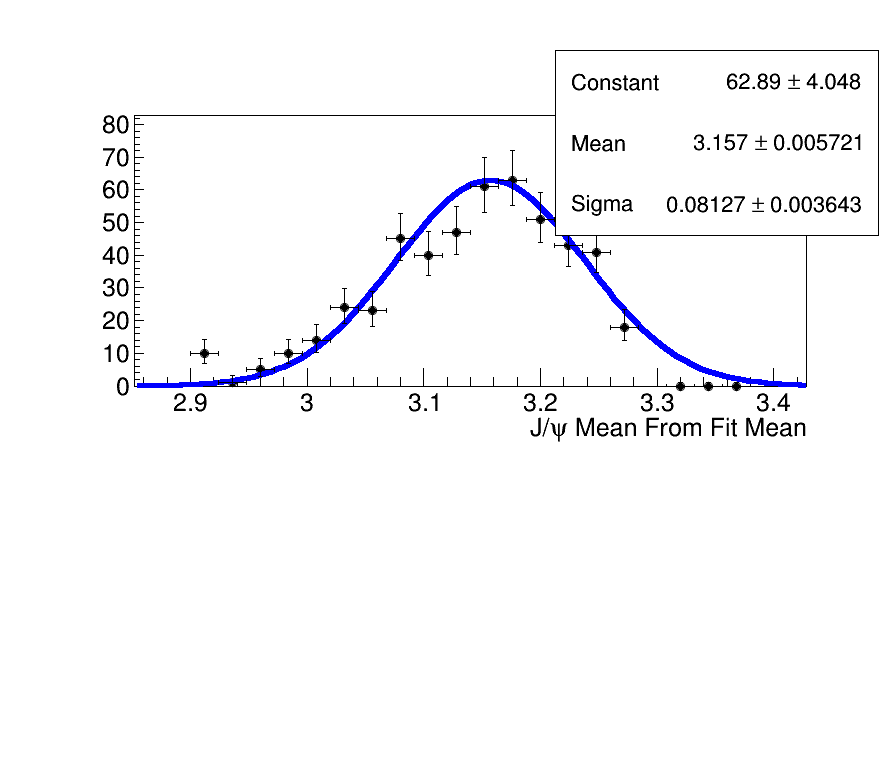 Constant 62.89 ± 4.048
Mean 3.157 ± 0.005721
Sigma 0.08127 ± 0.003643
80
70
60
50
40
30
20
10
0
2.9 3 3.1 3.2 3.3 3.4
J/ψ Mean From Fit Mean